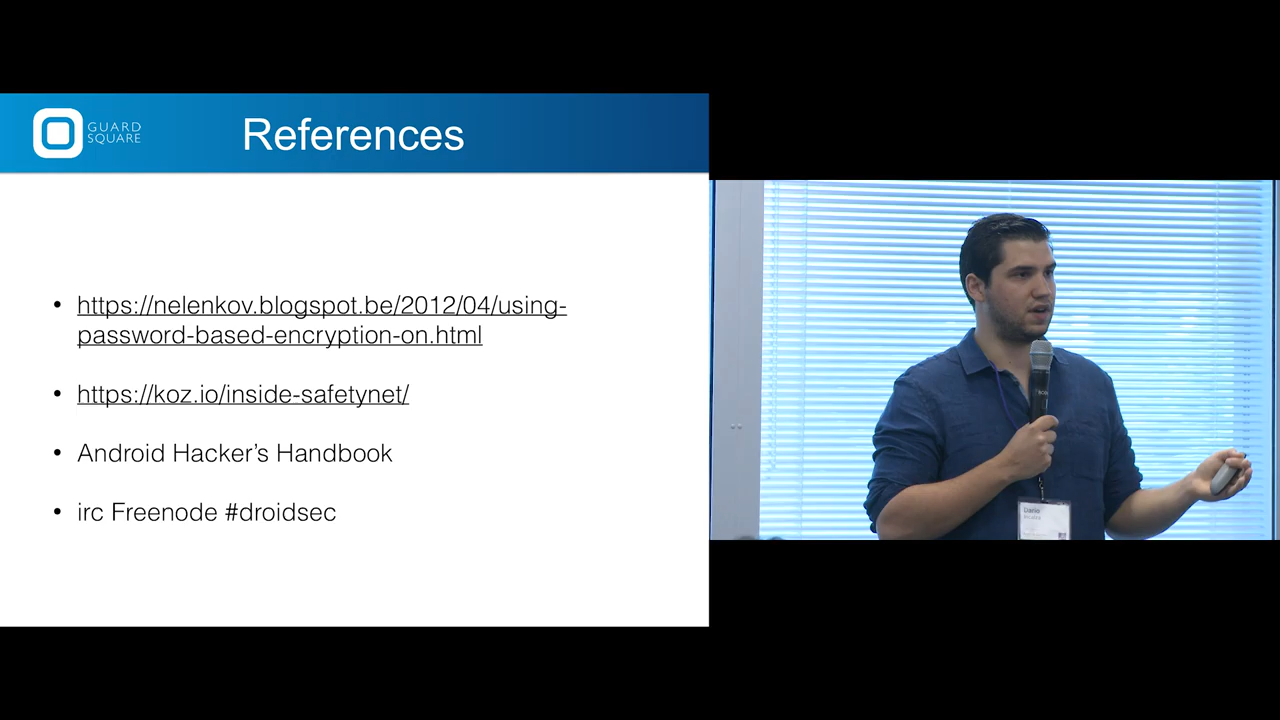 GUARD
SQUARE
References
• https://nelenkov.blogspot.be/2012/04/using-
password-based-encryption-on.html
• https://koz.io/inside-safetynet/
• Android Hacker’s Handbook
• irc Freenode #droidsec
Dario